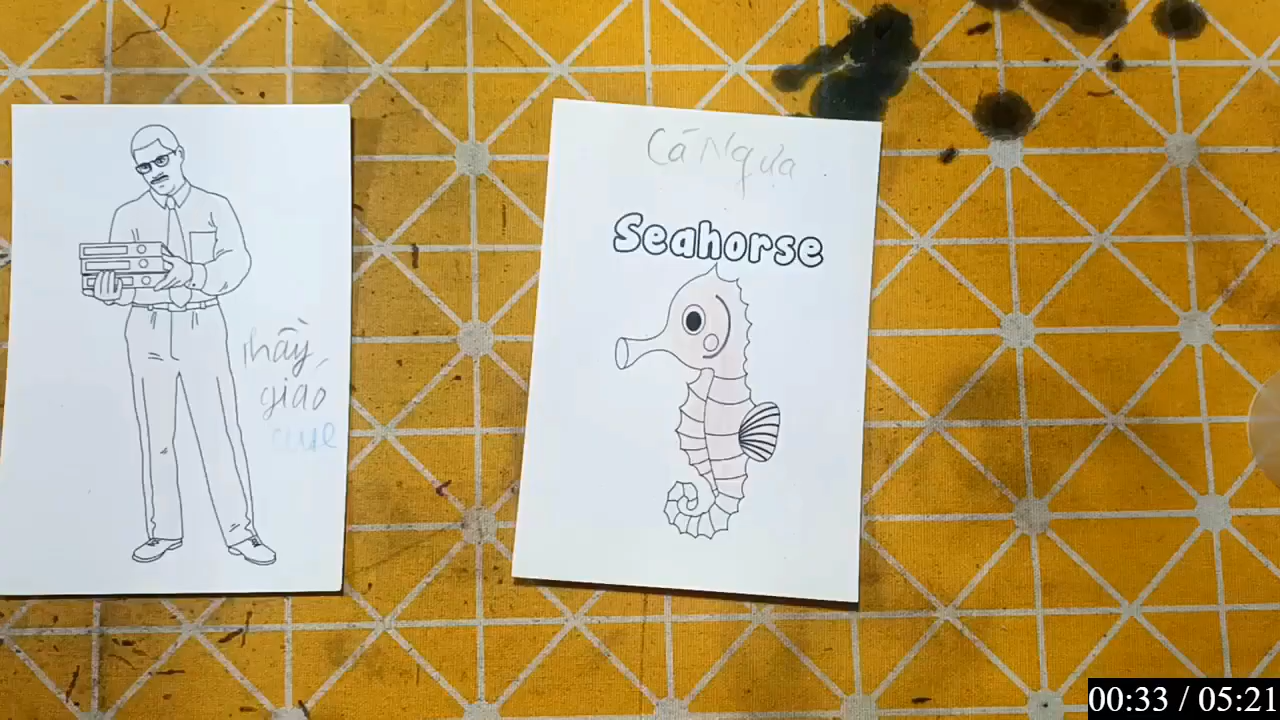 thầy
giáo
Cá Ngựa
Seahorse
00:33 / 05:21